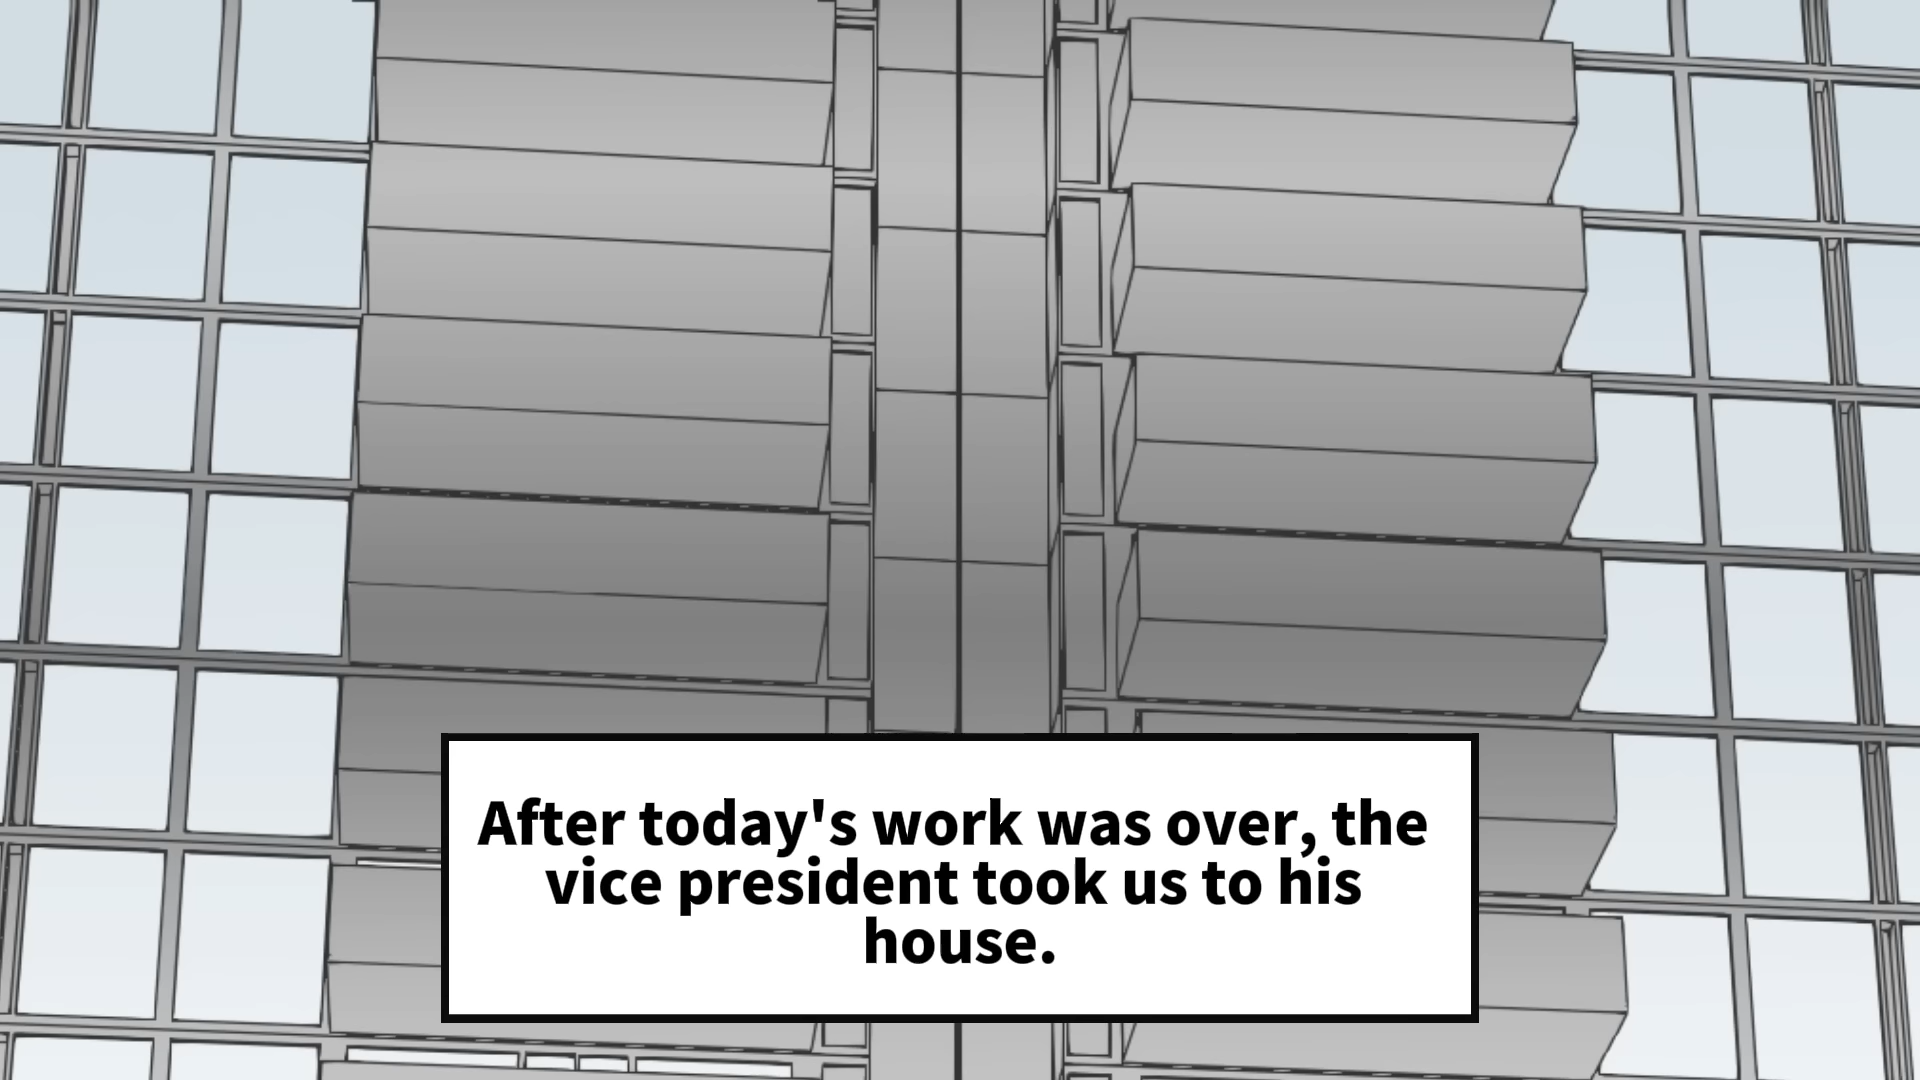 After today's work was over, the
vice president took us to his
house.